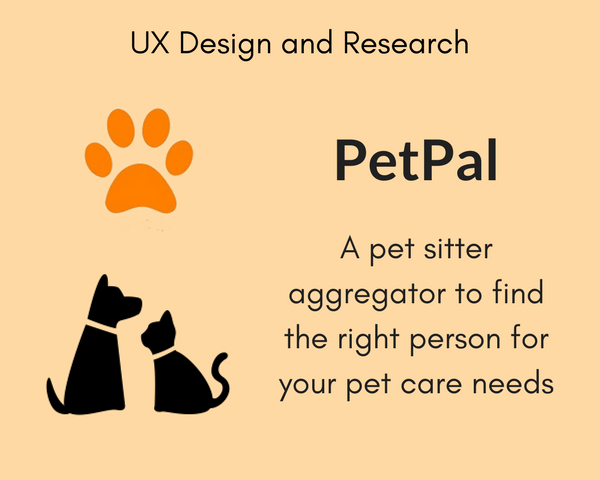 UX Design and Research
PetPal
A pet sitter
aggregator to find
the right person for
your pet care needs